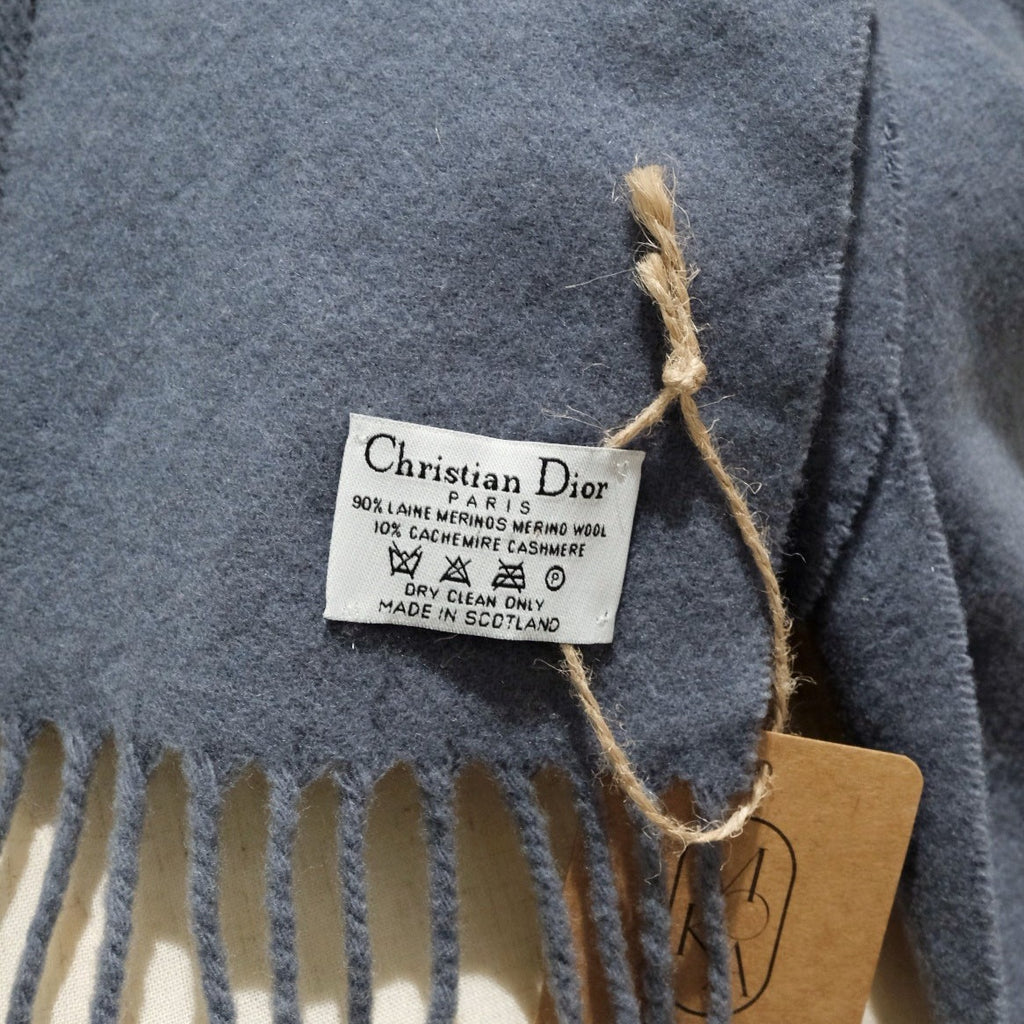 Christian Dior
PARIS
90% LAINE MERINOS MERINO WOOL
10% CACHEMIRE CASHMERE
P
DRY CLEAN ONLY
MADE IN SCOTLAND